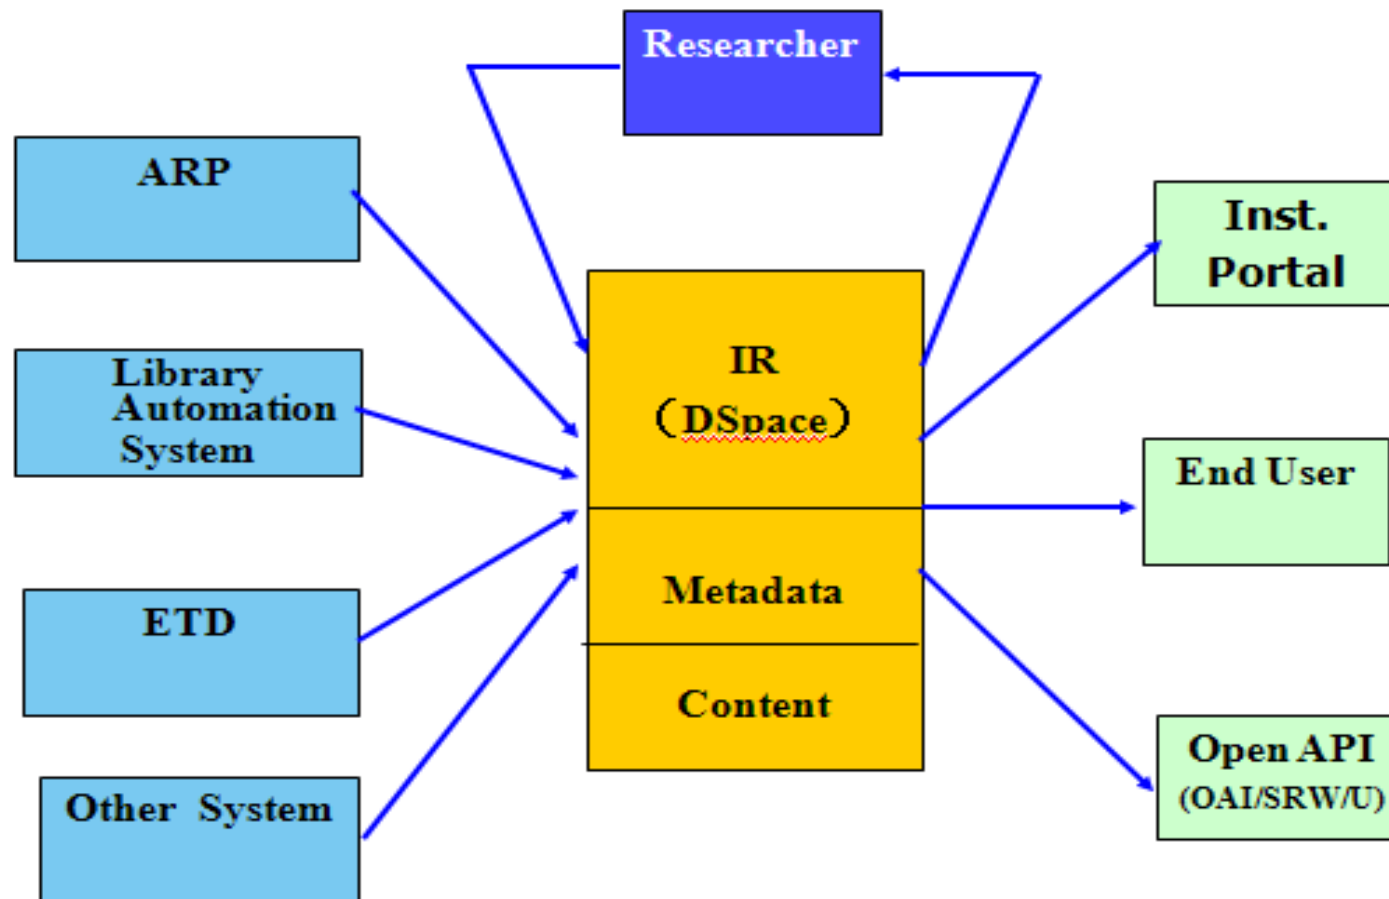 Researcher
ARP
Inst.
Portal
Library
Automation
System
IR
（DSpace）
End User
ETD
Metadata
Content
Other System
Open API
(OAI/SRW/U)